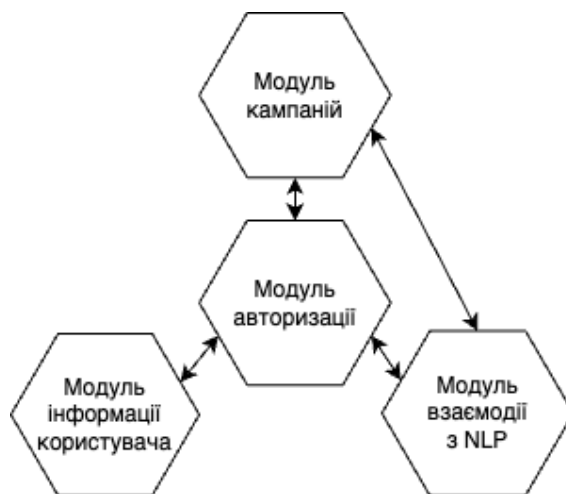 Модуль
кампаній
Модуль
авторизації
Модуль
інформації
користувача
Модуль
взаємодії
з NLP